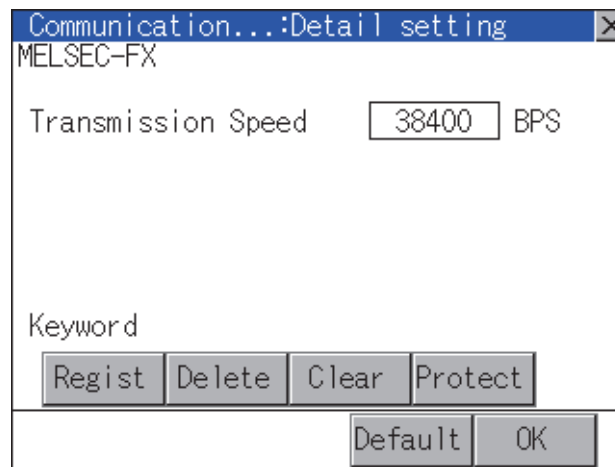 Communication...:Detail setting X
MELSEC-FX
Transmission Speed 38400 BPS
Keyword
Regist Delete Clear Protect
Default OK